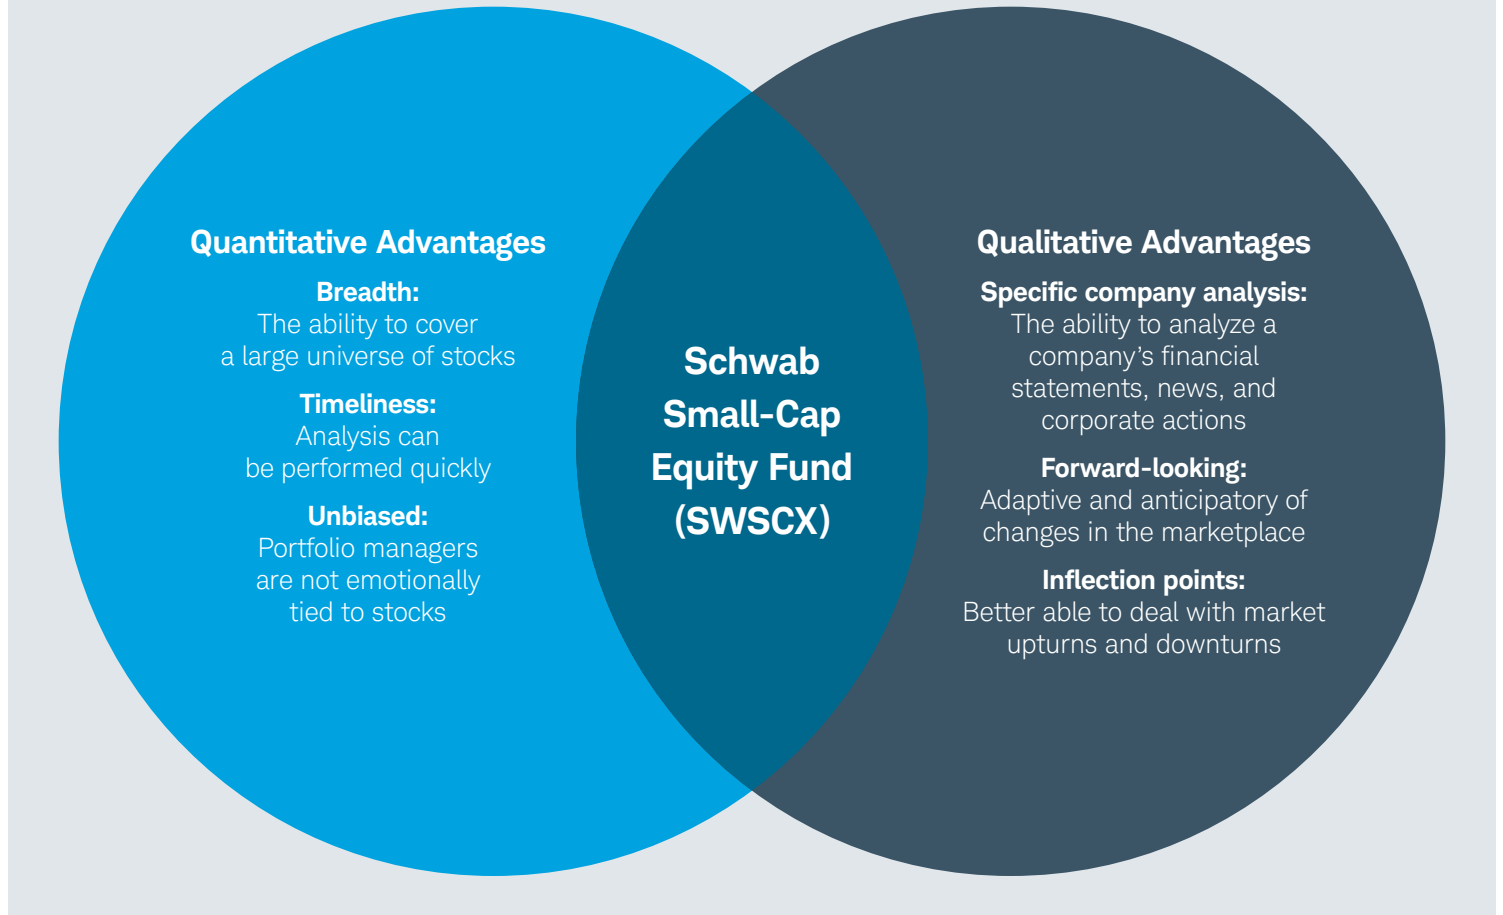 Quantitative Advantages
Breadth:
The ability to cover
a large universe of stocks
Timeliness:
Analysis can
be performed quickly
Unbiased:
Portfolio managers
are not emotionally
tied to stocks
Schwab
Small-Cap
Equity Fund
(SWSCX)
Qualitative Advantages
Specific company analysis:
The ability to analyze a
company’s financial
statements, news, and
corporate actions
Forward-looking:
Adaptive and anticipatory of
changes in the marketplace
Inflection points:
Better able to deal with market
upturns and downturns